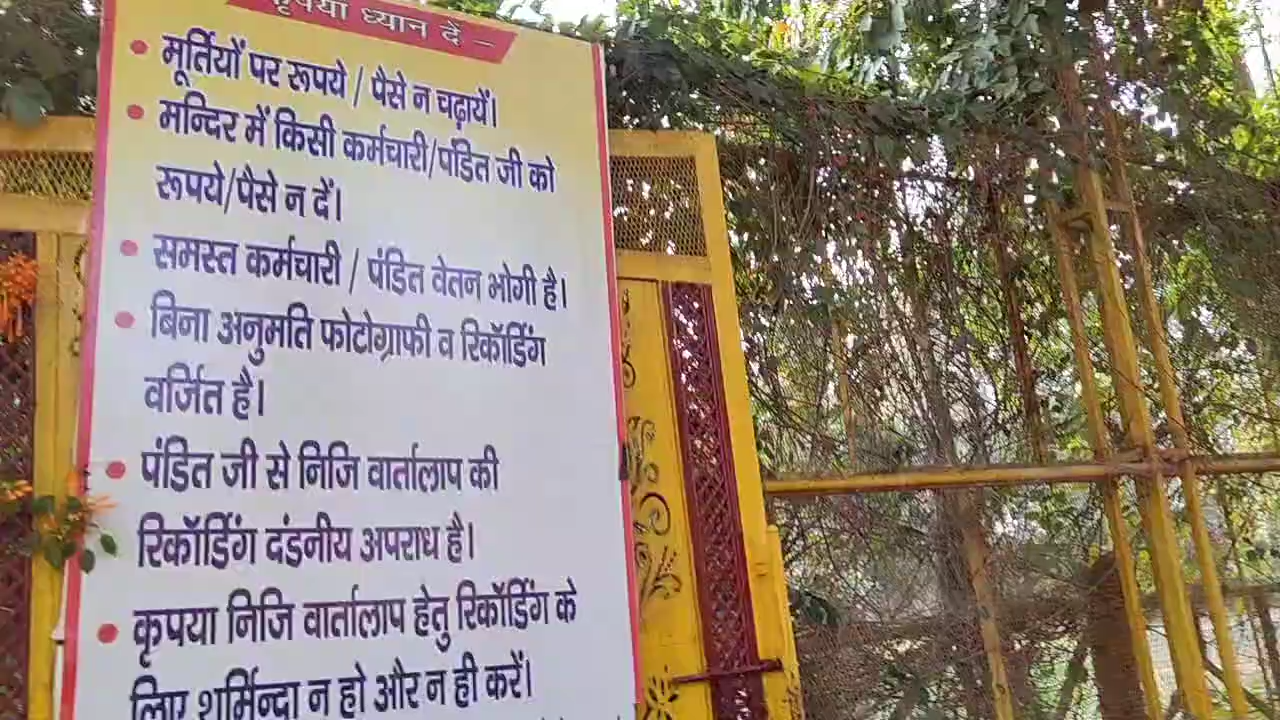 कृपया ध्यान दें –
• मूर्तियों पर रूपये / पैसे न चढ़ायें।
• मन्दिर में किसी कर्मचारी/पंडित जी को
रूपये/पैसे न दें।
• समस्त कर्मचारी / पंडित वेतन भोगी है।
• बिना अनुमति फोटोग्राफी व रिकॉर्डिंग
वर्जित है।
• पंडित जी से निजि वार्तालाप की
रिकॉर्डिंग दंडनीय अपराध है।
• कृपया निजि वार्तालाप हेतु रिकॉर्डिंग के
लिए शर्मिन्दा न हो और न ही करें।